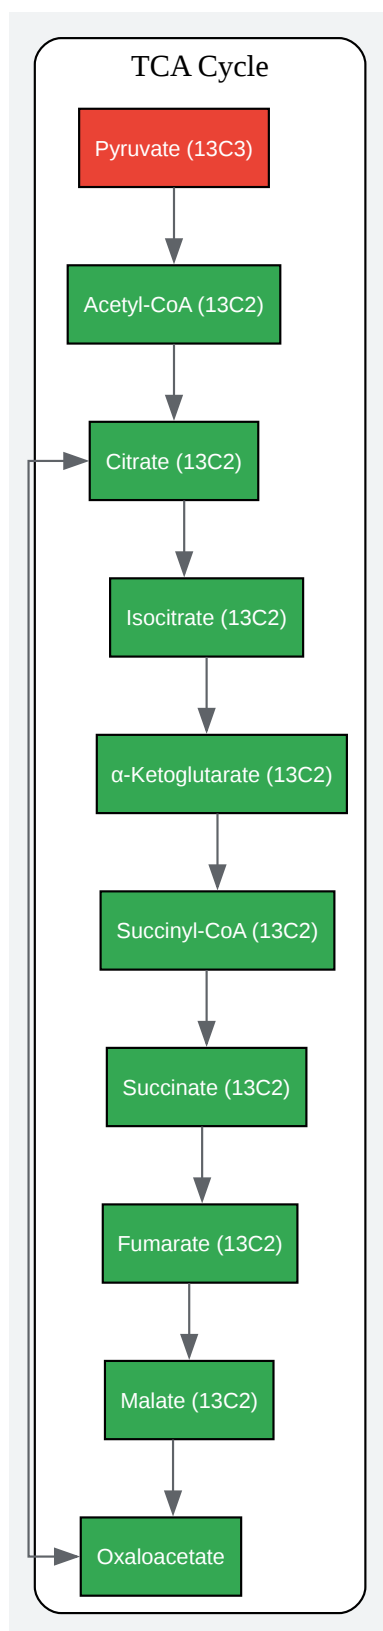 TCA Cycle
Pyruvate (13C3)
Acetyl-CoA (13C2)
Citrate (13C2)
Isocitrate (13C2)
α-Ketoglutarate (13C2)
Succinyl-CoA (13C2)
Succinate (13C2)
Fumarate (13C2)
Malate (13C2)
Oxaloacetate